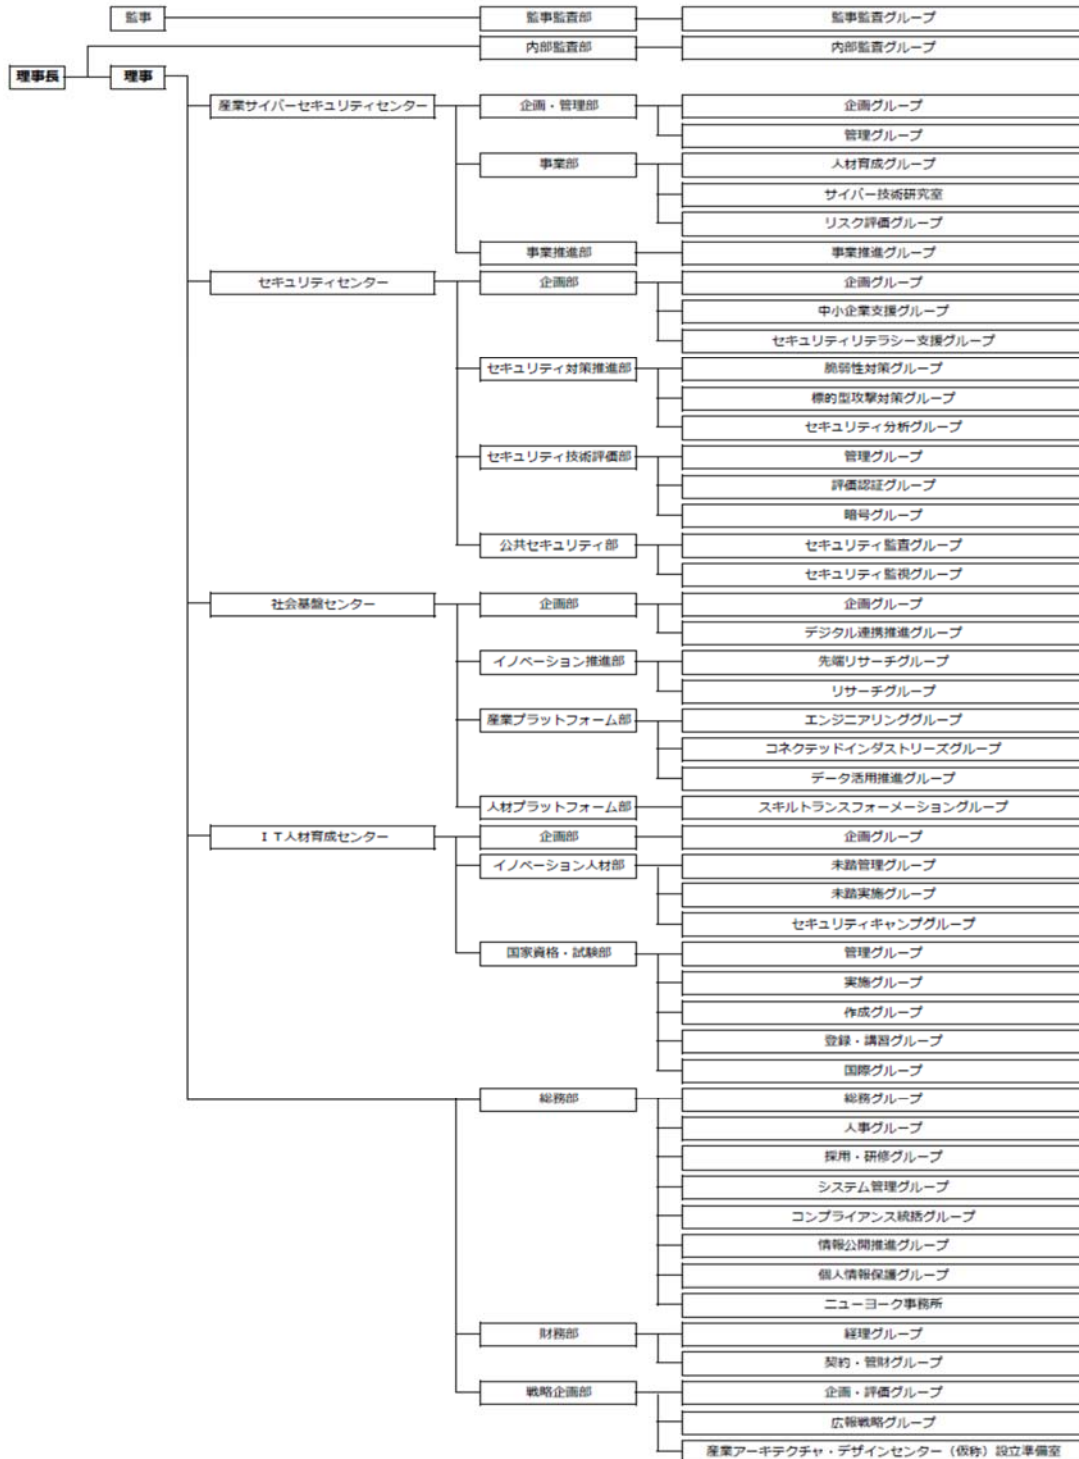 監事 監事監査部 監事監査グループ
内部監査部 内部監査グループ
理事長 理事
産業サイバーセキュリティセンター 企画・管理部 企画グループ
管理グループ
事業部 人材育成グループ
サイバー技術研究室
リスク評価グループ
事業推進部 事業推進グループ
セキュリティセンター 企画部 企画グループ
中小企業支援グループ
セキュリティリテラシー支援グループ
セキュリティ対策推進部 脆弱性対策グループ
標的型攻撃対策グループ
セキュリティ分析グループ
セキュリティ技術評価部 管理グループ
評価認証グループ
暗号グループ
公共セキュリティ部 セキュリティ監査グループ
セキュリティ監視グループ
社会基盤センター 企画部 企画グループ
デジタル連携推進グループ
イノベーション推進部 先端リサーチグループ
リサーチグループ
産業プラットフォーム部 エンジニアリンググループ
コネクテッドインダストリーズグループ
データ活用推進グループ
人材プラットフォーム部 スキルトランスフォーメーショングループ
ＩＴ人材育成センター 企画部 企画グループ
イノベーション人材部 未踏管理グループ
未踏実施グループ
セキュリティキャンプグループ
国家資格・試験部 管理グループ
実施グループ
作成グループ
登録・講習グループ
国際グループ
総務部 総務グループ
人事グループ
採用・研修グループ
システム管理グループ
コンプライアンス統括グループ
情報公開推進グループ
個人情報保護グループ
ニューヨーク事務所
財務部 経理グループ
契約・管財グループ
戦略企画部 企画・評価グループ
広報戦略グループ
産業アーキテクチャ・デザインセンター（仮称）設立準備室